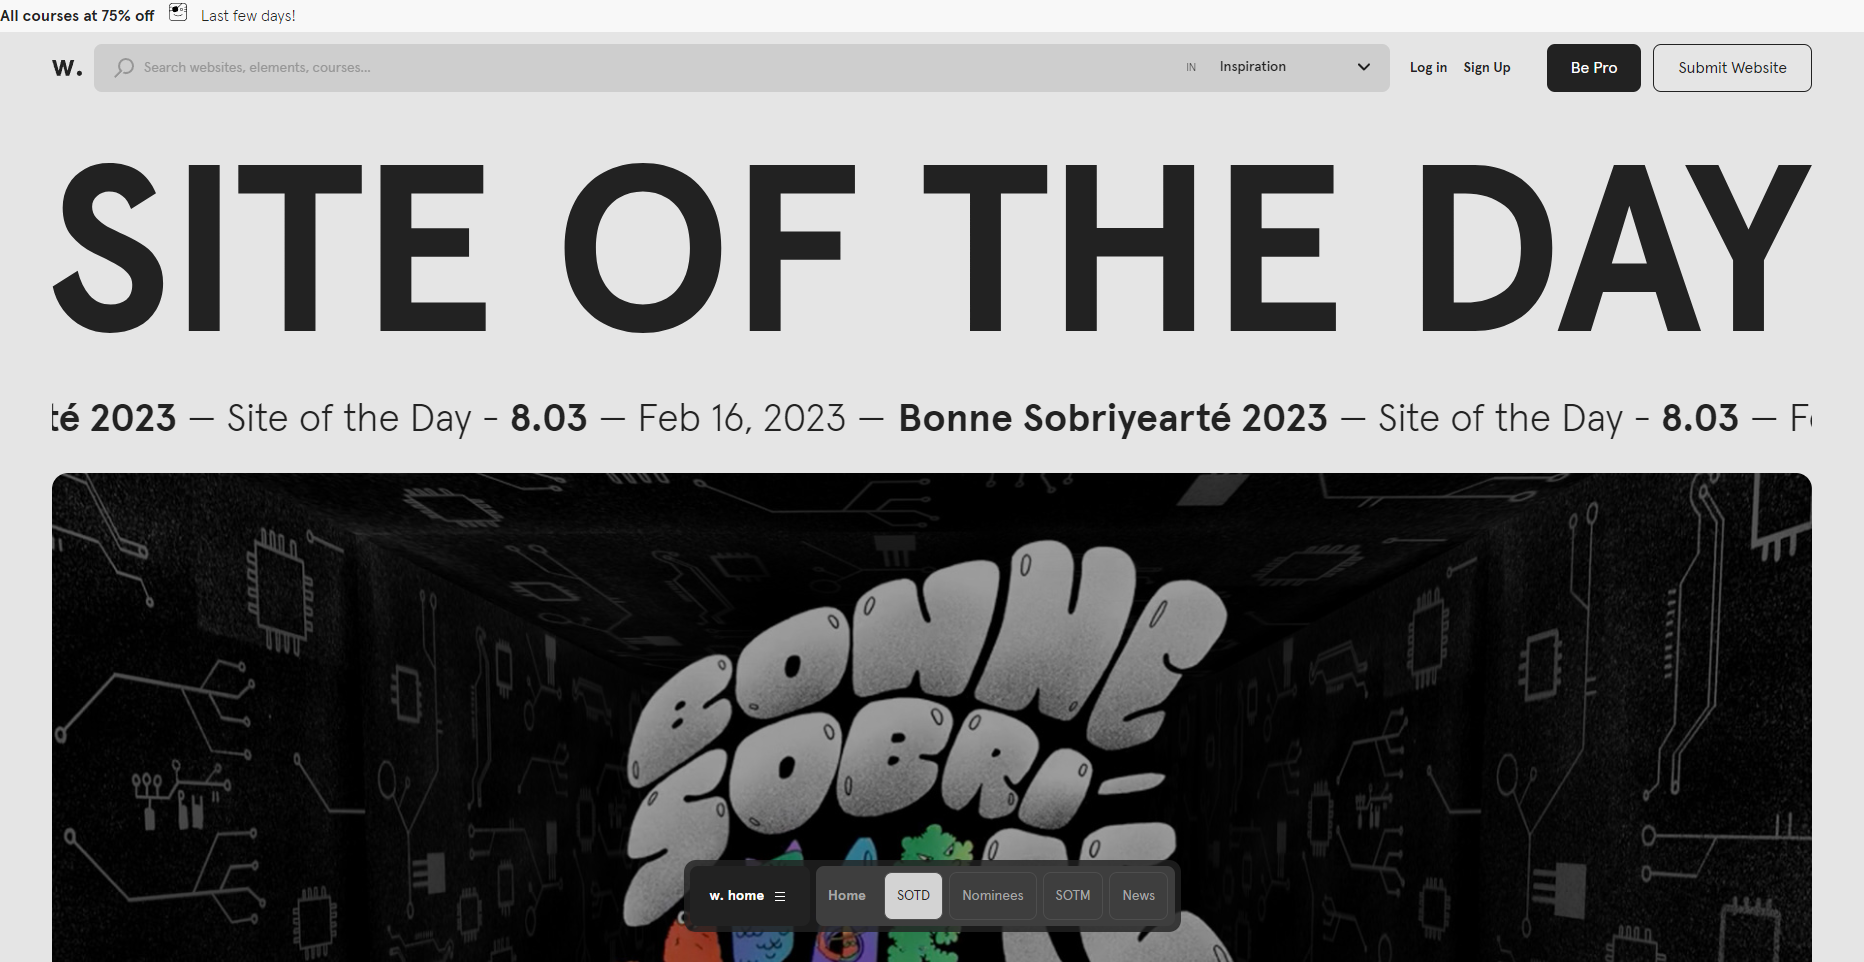 All courses at 75% off Last few days!
w. Search websites, elements, courses... IN Inspiration Log in Sign Up Be Pro Submit Website
SITE OF THE DAY
té 2023 — Site of the Day - 8.03 — Feb 16, 2023 — Bonne Sobriyearté 2023 — Site of the Day - 8.03 — Fe
BONNE
SOBRI-
w. home Home SOTD Nominees SOTM News